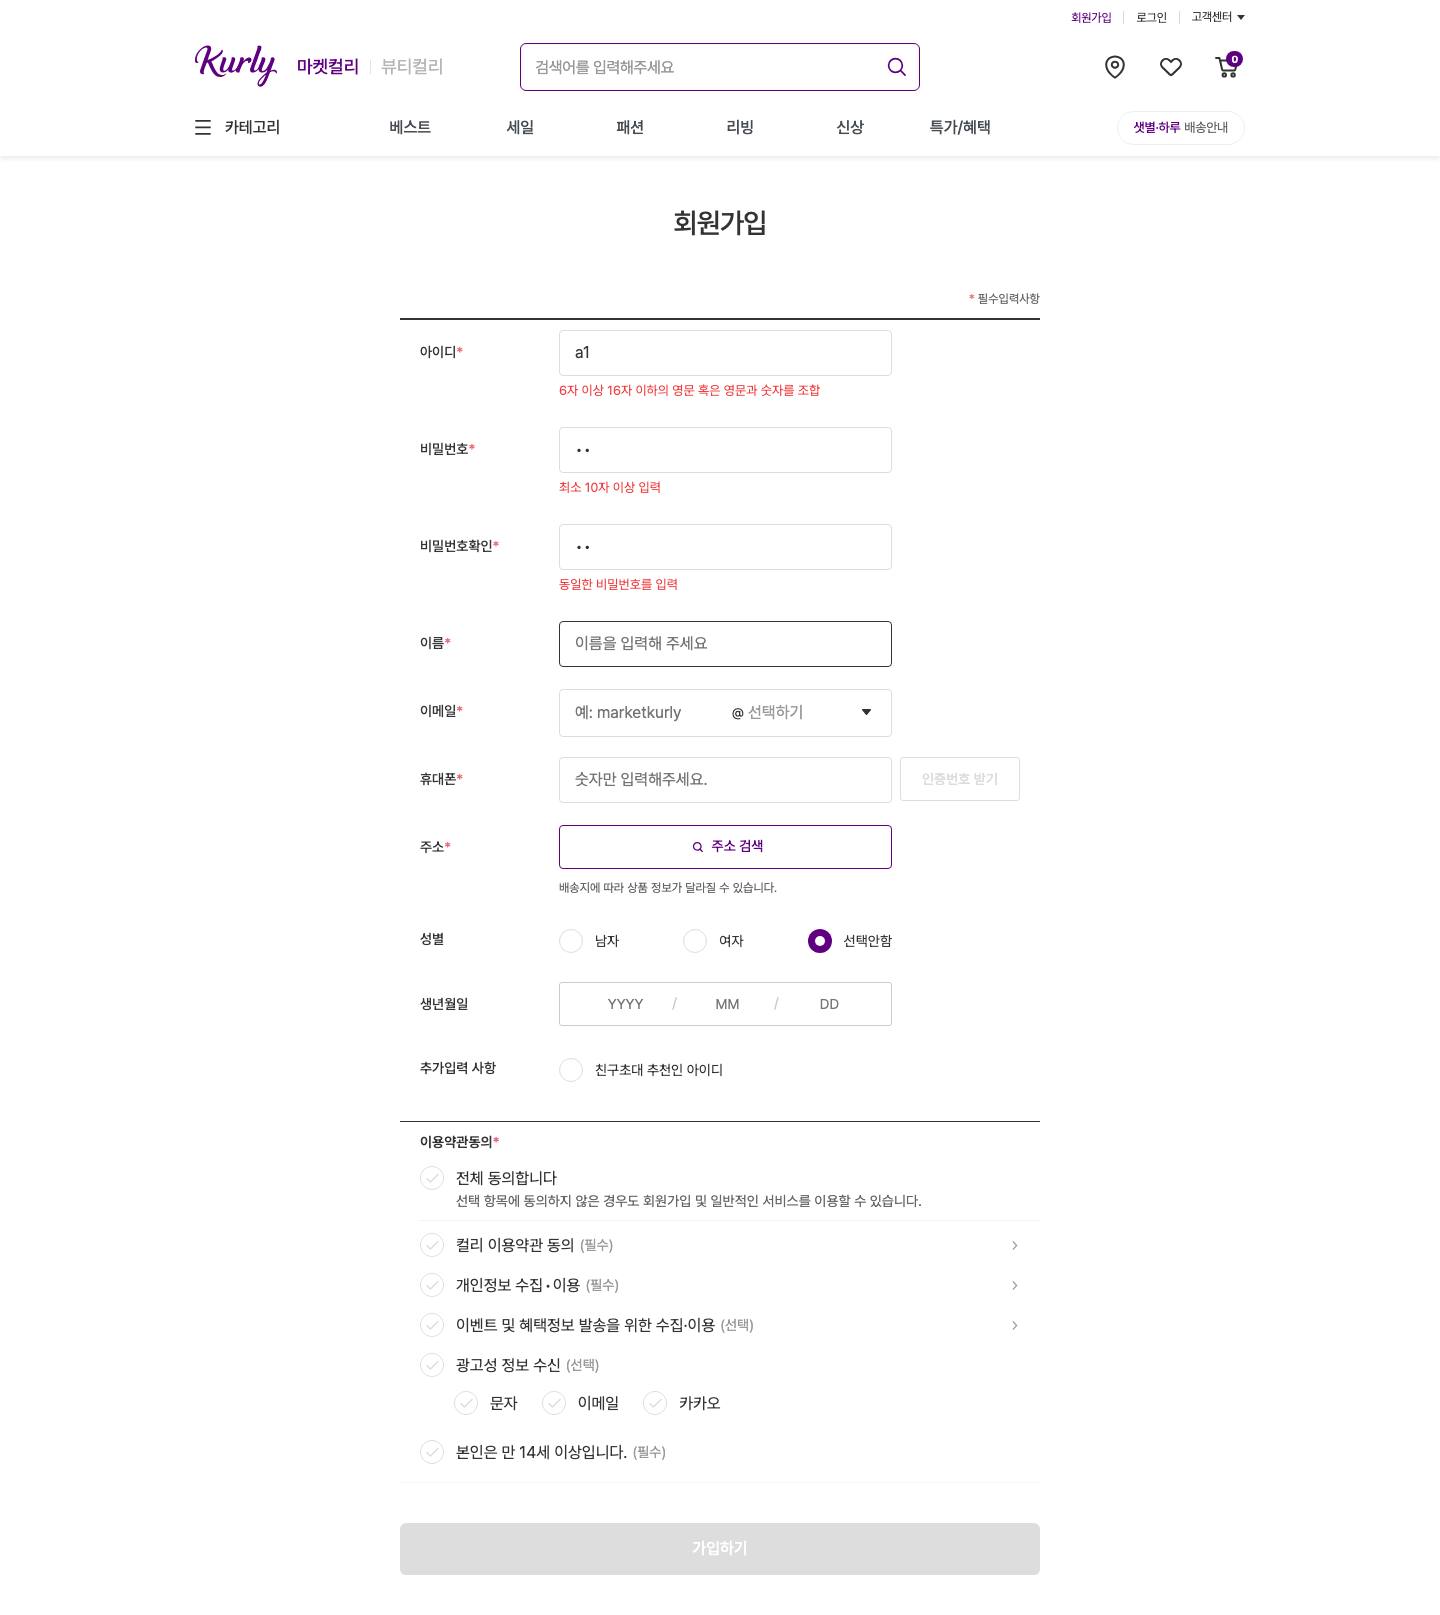 회원가입 로그인 고객센터
Kurly 마켓컬리 뷰티컬리 검색어를 입력해주세요 0
카테고리 베스트 세일 패션 리빙 신상 특가/혜택 샛별·하루 배송안내
회원가입
* 필수입력사항
아이디* a1
6자 이상 16자 이하의 영문 혹은 영문과 숫자를 조합
비밀번호* ••
최소 10자 이상 입력
비밀번호확인* ••
동일한 비밀번호를 입력
이름* 이름을 입력해 주세요
이메일* 예: marketkurly @ 선택하기
휴대폰* 숫자만 입력해주세요. 인증번호 받기
주소* 주소 검색
배송지에 따라 상품 정보가 달라질 수 있습니다.
성별 남자 여자 선택안함
생년월일 YYYY / MM / DD
추가입력 사항 친구초대 추천인 아이디
이용약관동의*
전체 동의합니다
선택 항목에 동의하지 않은 경우도 회원가입 및 일반적인 서비스를 이용할 수 있습니다.
컬리 이용약관 동의 (필수)
개인정보 수집•이용 (필수)
이벤트 및 혜택정보 발송을 위한 수집·이용 (선택)
광고성 정보 수신 (선택)
문자 이메일 카카오
본인은 만 14세 이상입니다. (필수)
가입하기